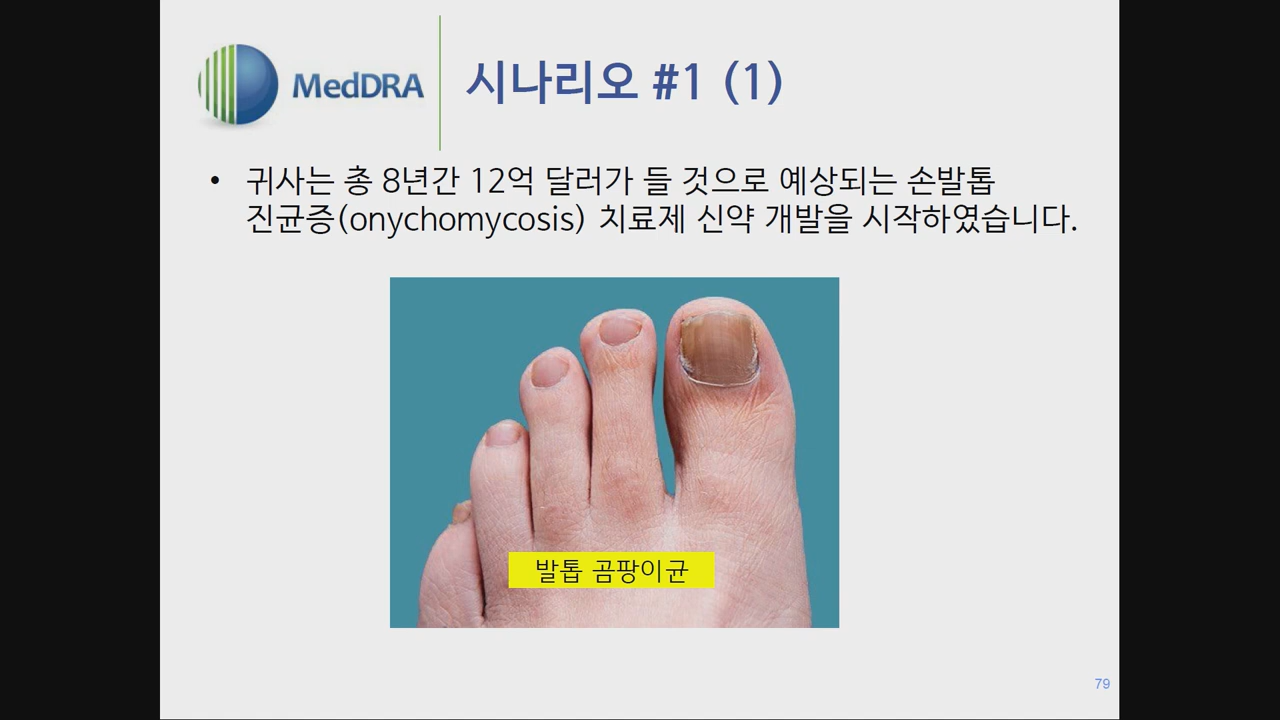 MedDRA
시나리오 #1 (1)
• 귀사는 총 8년간 12억 달러가 들 것으로 예상되는 손발톱
진균증(onychomycosis) 치료제 신약 개발을 시작하였습니다.
발톱 곰팡이균
79